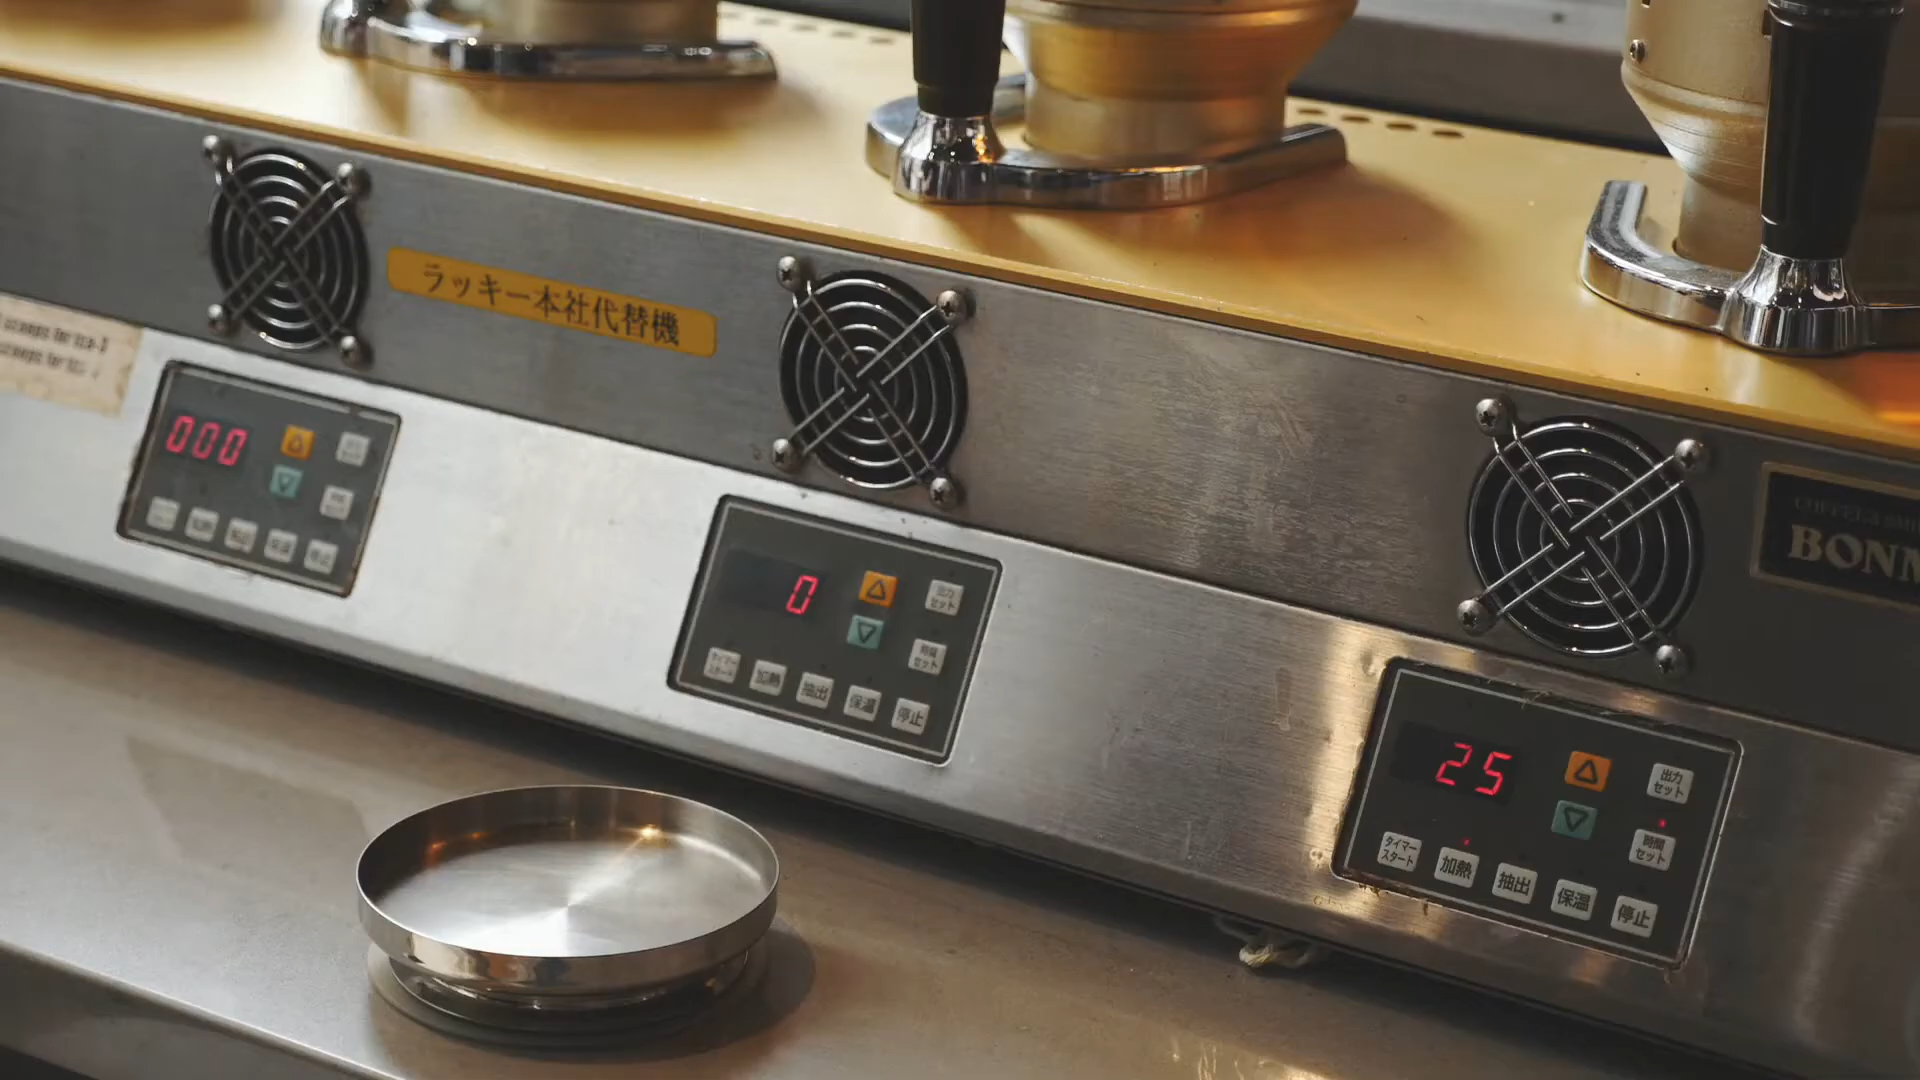 ラッキー本社代替機
000
0
出力
セット
時間
セット
タイマー
スタート
加熱
抽出
保温
停止
25
出力
セット
時間
セット
タイマー
スタート
加熱
抽出
保温
停止
BONM